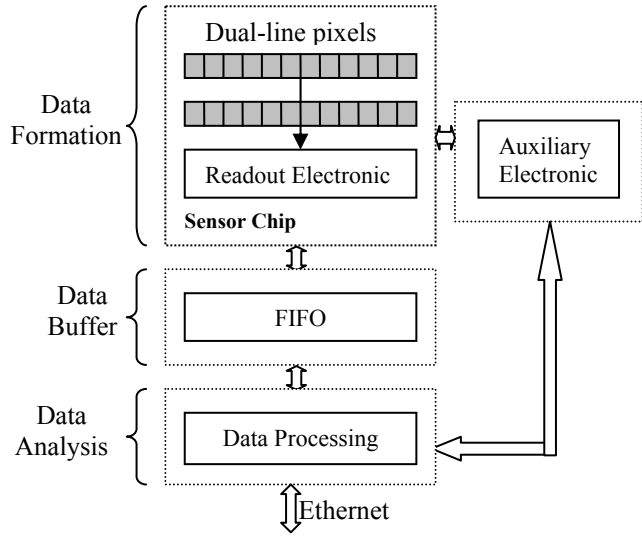 Dual-line pixels
Data
Formation
Readout Electronic
Sensor Chip
Auxiliary
Electronic
Data
Buffer
FIFO
Data
Analysis
Data Processing
Ethernet